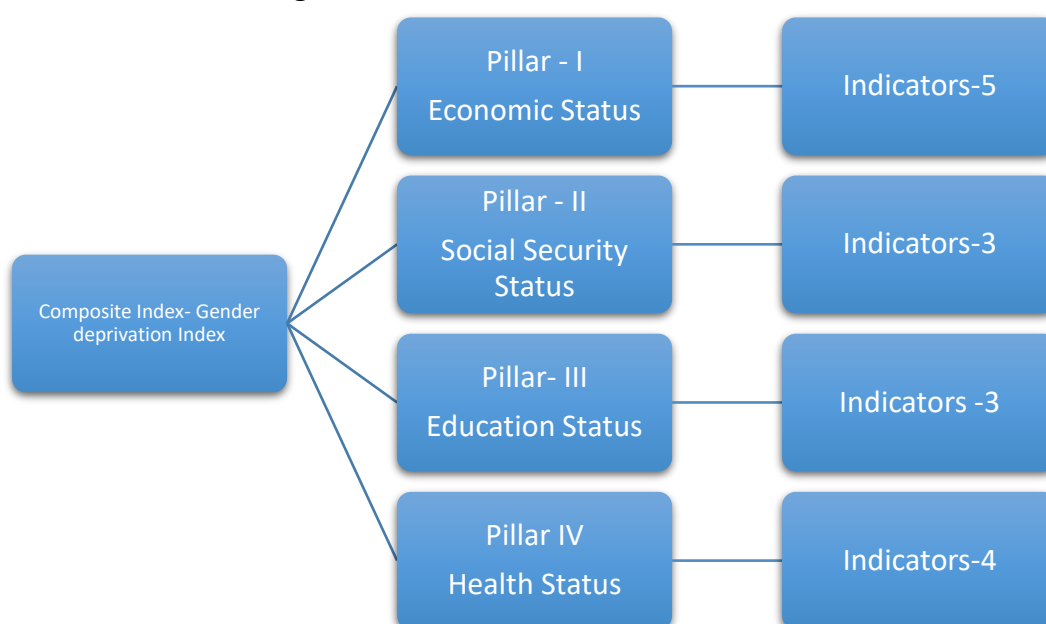 Composite Index- Gender
deprivation Index
Pillar - I
Economic Status
Indicators-5
Pillar - II
Social Security
Status
Indicators-3
Pillar- III
Education Status
Indicators -3
Pillar IV
Health Status
Indicators-4